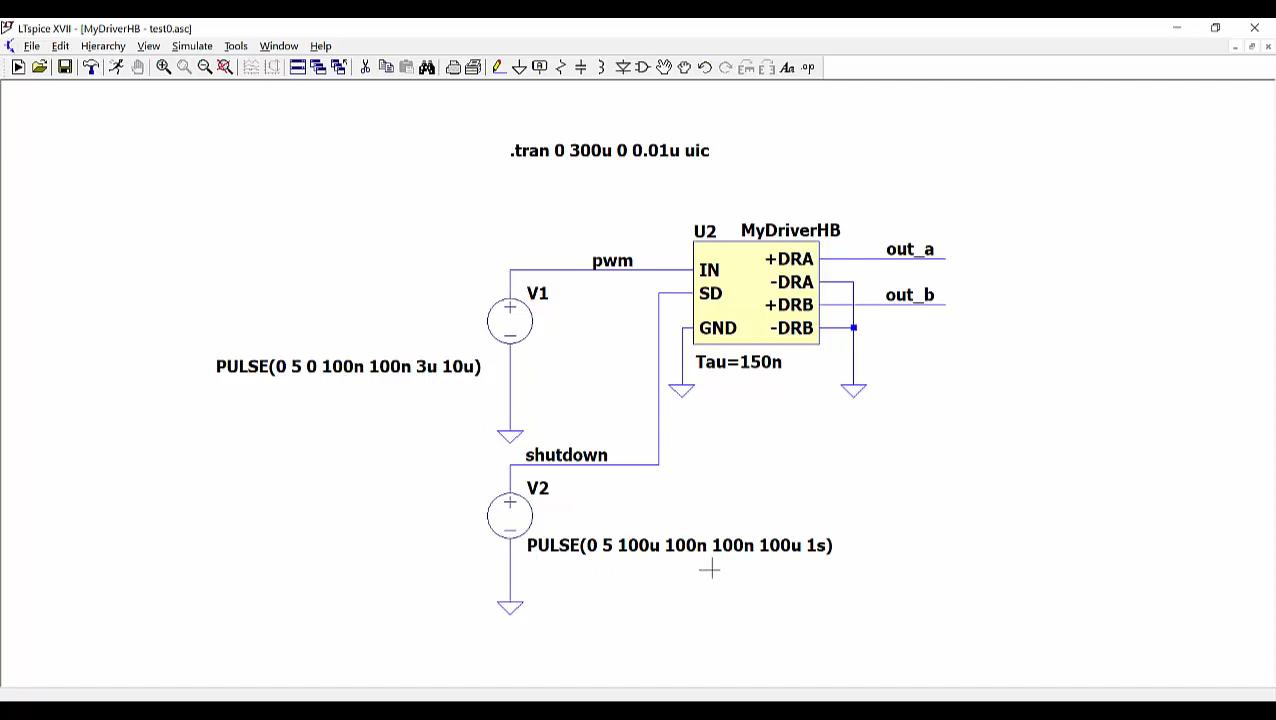 LTspice XVII - [MyDriverHB - test0.asc]
File Edit Hierarchy View Simulate Tools Window Help
Aa .op
.tran 0 300u 0 0.01u uic
U2 MyDriverHB
pwm
IN
SD
GND
+DRA
-DRA
+DRB
-DRB
out_a
out_b
V1
PULSE(0 5 0 100n 100n 3u 10u)
Tau=150n
shutdown
V2
PULSE(0 5 100u 100n 100n 100u 1s)